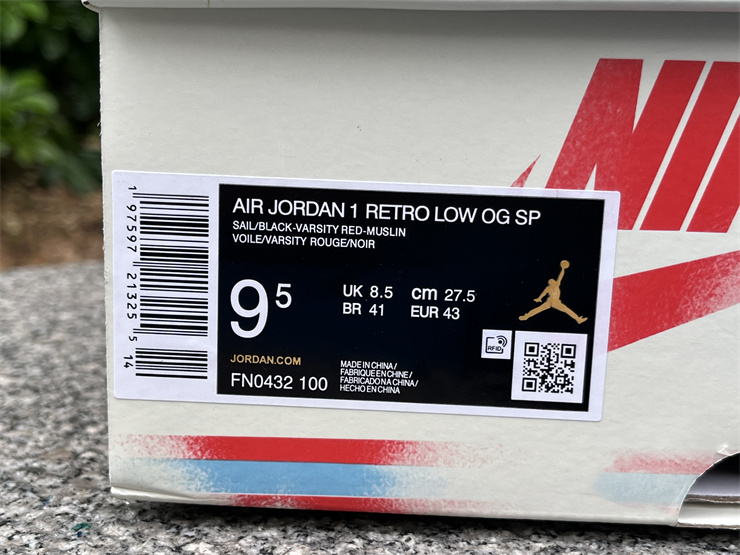 NIK
1 97597 21325 5 14
AIR JORDAN 1 RETRO LOW OG SP
SAIL/BLACK-VARSITY RED-MUSLIN
VOILE/VARSITY ROUGE/NOIR
9.5
UK 8.5 cm 27.5
BR 41 EUR 43
RFID
JORDAN.COM
FN0432 100
MADE IN CHINA/
FABRIQUE EN CHINE/
FABRICADO NA CHINA/
HECHO EN CHINA